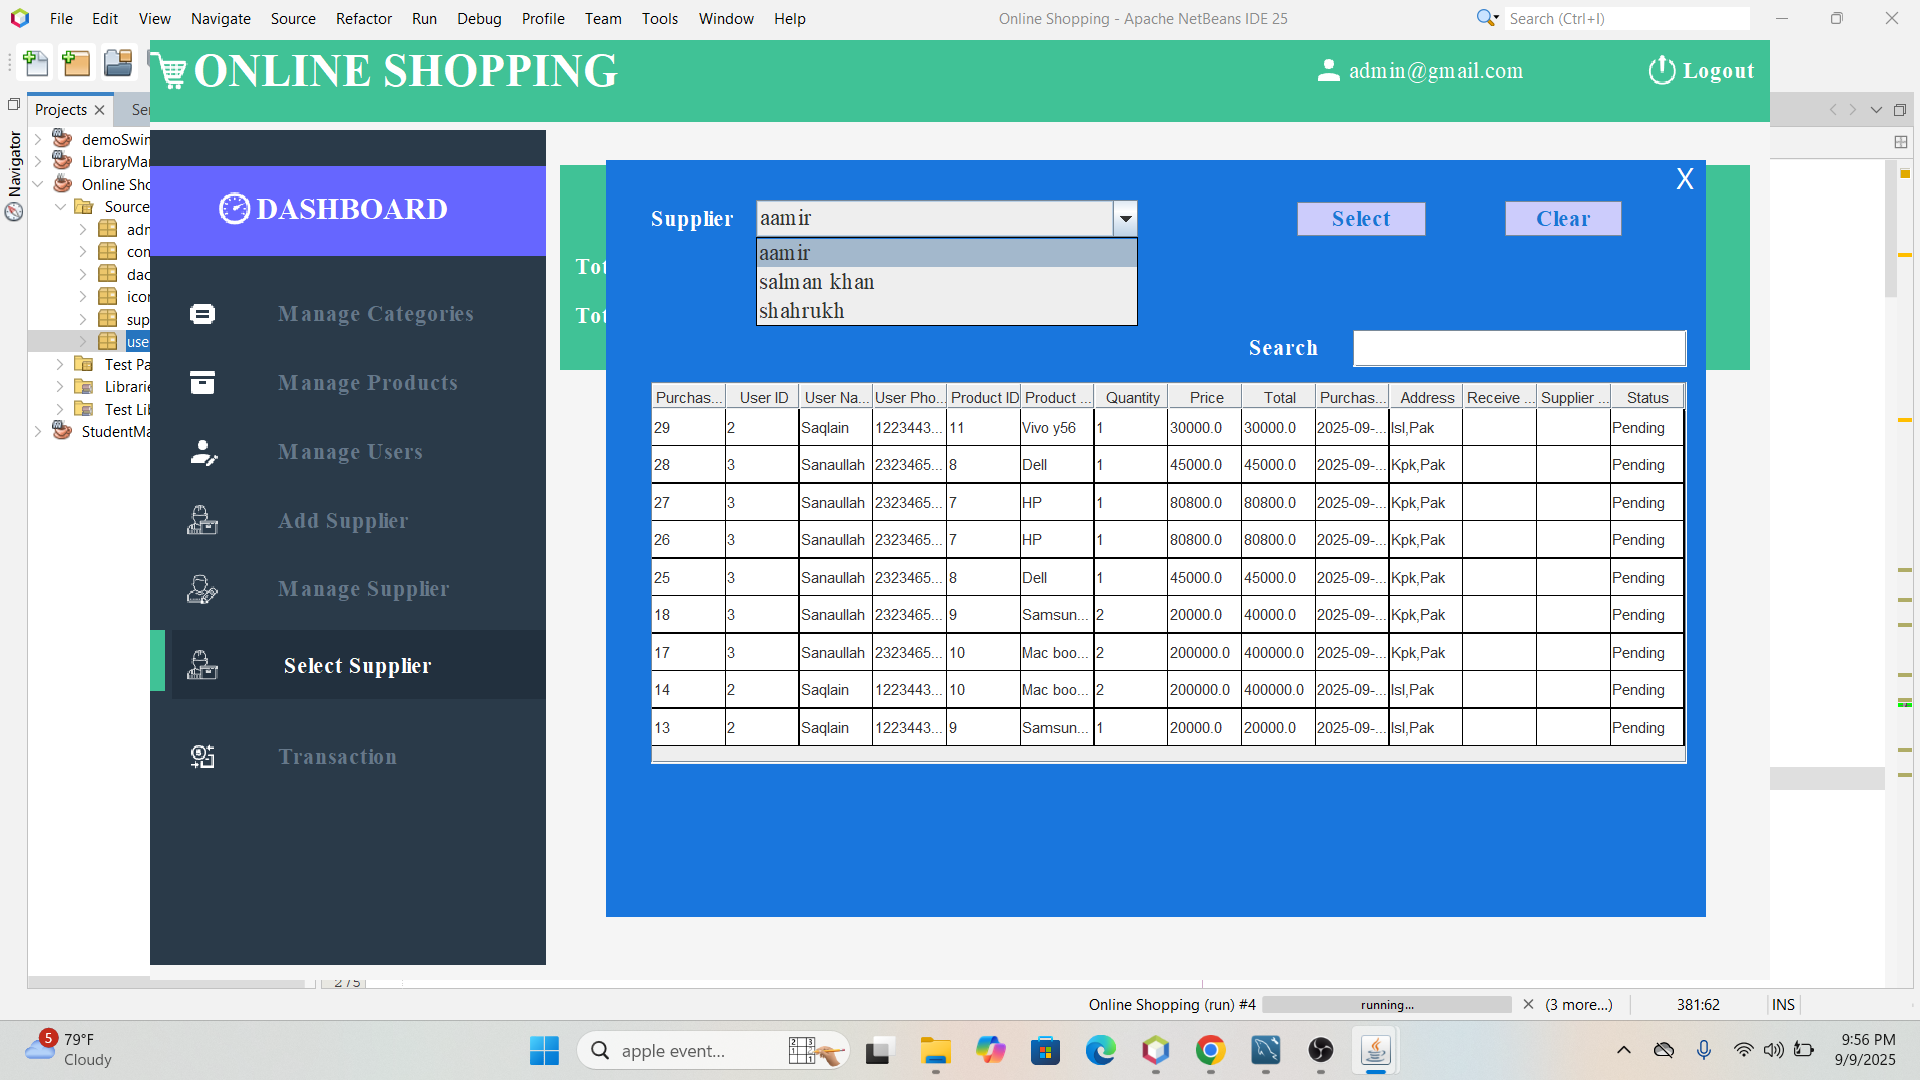 File Edit View Navigate Source Refactor Run Debug Profile Team Tools Window Help
Online Shopping - Apache NetBeans IDE 25
Search (Ctrl+I)
ONLINE SHOPPING
admin@gmail.com
Logout
Projects
Ser
Navigator
demoSwin
LibraryMan
Online Sho
Source
adm
con
dao
icor
sup
use
Test Pa
Librarie
Test Lib
StudentMa
DASHBOARD
Manage Categories
Manage Products
Manage Users
Add Supplier
Manage Supplier
Select Supplier
Transaction
Tot
Tot
X
Supplier
aamir
Select
Clear
aamir
salman khan
shahrukh
Search
Purchas... User ID User Na... User Pho... Product ID Product ... Quantity Price Total Purchas... Address Receive ... Supplier ... Status
29 2 Saqlain 1223443... 11 Vivo y56 1 30000.0 30000.0 2025-09-... Isl,Pak Pending
28 3 Sanaullah 2323465... 8 Dell 1 45000.0 45000.0 2025-09-... Kpk,Pak Pending
27 3 Sanaullah 2323465... 7 HP 1 80800.0 80800.0 2025-09-... Kpk,Pak Pending
26 3 Sanaullah 2323465... 7 HP 1 80800.0 80800.0 2025-09-... Kpk,Pak Pending
25 3 Sanaullah 2323465... 8 Dell 1 45000.0 45000.0 2025-09-... Kpk,Pak Pending
18 3 Sanaullah 2323465... 9 Samsun... 2 20000.0 40000.0 2025-09-... Kpk,Pak Pending
17 3 Sanaullah 2323465... 10 Mac boo... 2 200000.0 400000.0 2025-09-... Kpk,Pak Pending
14 2 Saqlain 1223443... 10 Mac boo... 2 200000.0 400000.0 2025-09-... Isl,Pak Pending
13 2 Saqlain 1223443... 9 Samsun... 1 20000.0 20000.0 2025-09-... Isl,Pak Pending
275
Online Shopping (run) #4 running... (3 more...) 381:62 INS
5
79°F
Cloudy
apple event...
9:56 PM
9/9/2025